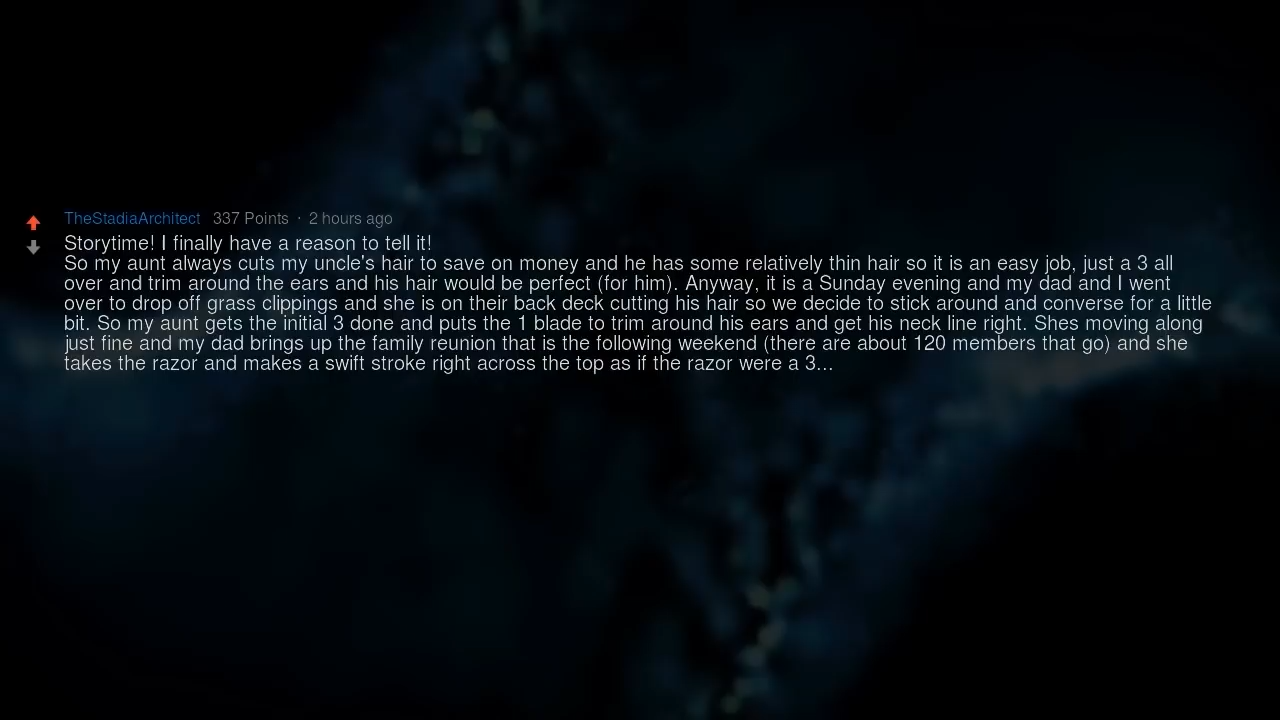 TheStadiaArchitect 337 Points · 2 hours ago
Storytime! I finally have a reason to tell it!
So my aunt always cuts my uncle's hair to save on money and he has some relatively thin hair so it is an easy job, just a 3 all
over and trim around the ears and his hair would be perfect (for him). Anyway, it is a Sunday evening and my dad and I went
over to drop off grass clippings and she is on their back deck cutting his hair so we decide to stick around and converse for a little
bit. So my aunt gets the initial 3 done and puts the 1 blade to trim around his ears and get his neck line right. Shes moving along
just fine and my dad brings up the family reunion that is the following weekend (there are about 120 members that go) and she
takes the razor and makes a swift stroke right across the top as if the razor were a 3...